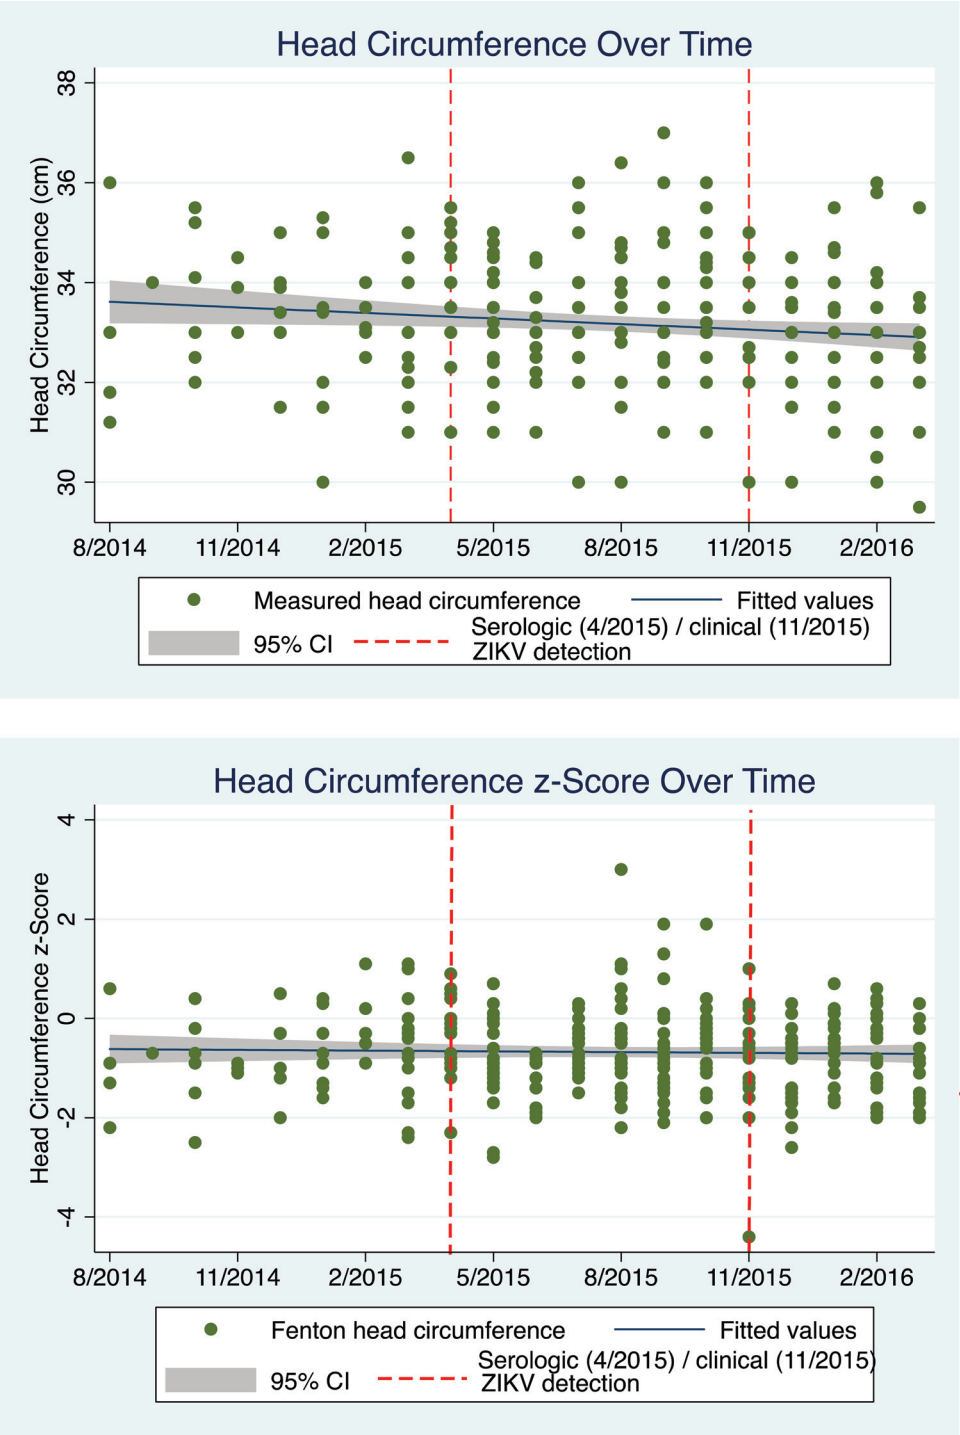 Head Circumference Over Time
Head Circumference (cm)
38
36
34
32
30
8/2014 11/2014 2/2015 5/2015 8/2015 11/2015 2/2016
Measured head circumference Fitted values
95% CI Serologic (4/2015) / clinical (11/2015)
ZIKV detection
Head Circumference z-Score Over Time
Head Circumference z-Score
4
2
0
-2
-4
8/2014 11/2014 2/2015 5/2015 8/2015 11/2015 2/2016
Fenton head circumference Fitted values
95% CI Serologic (4/2015) / clinical (11/2015)
ZIKV detection